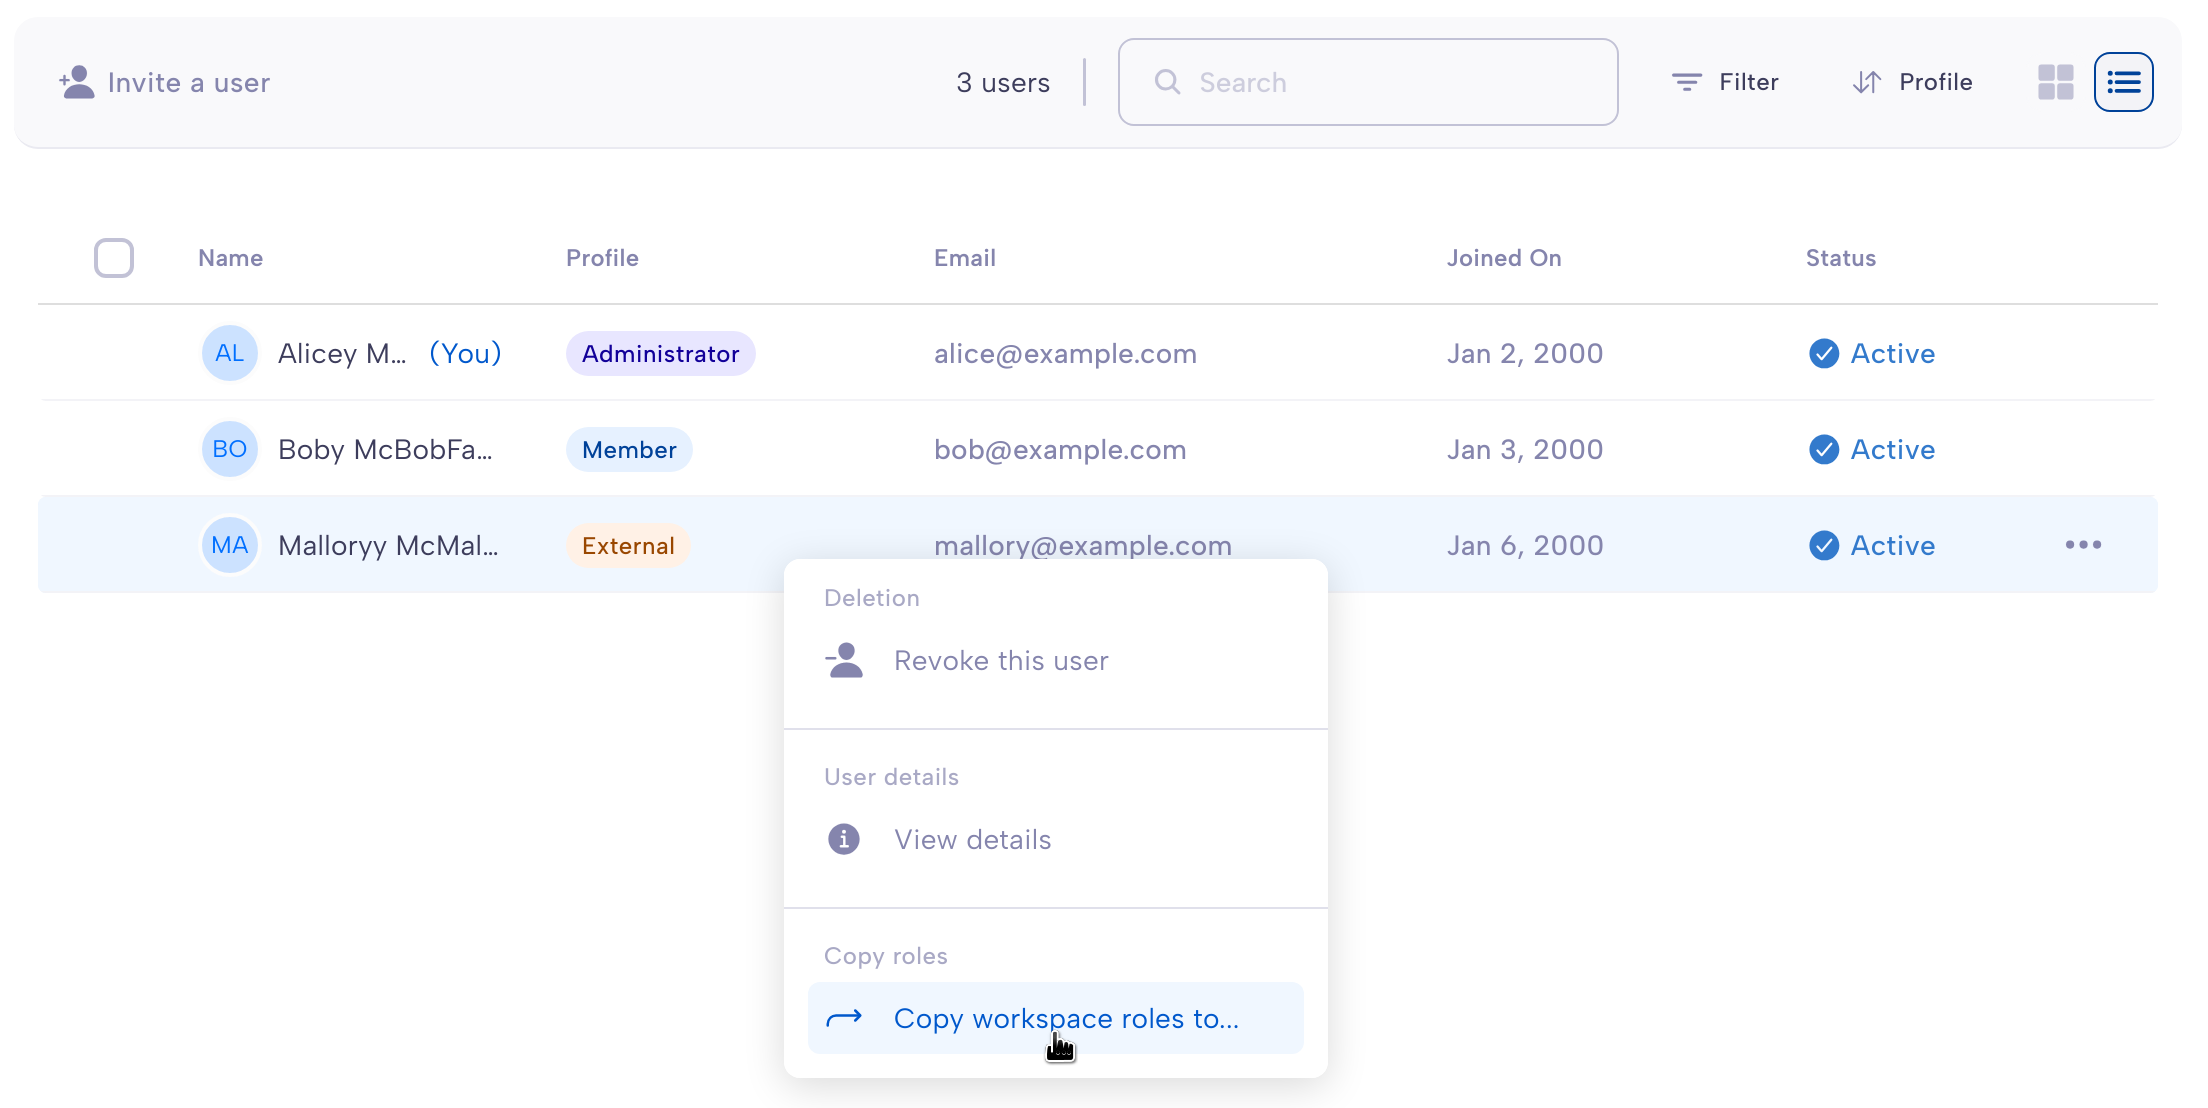 Invite a user 3 users Search Filter Profile
Name Profile Email Joined On Status
AL Alicey M... (You) Administrator alice@example.com Jan 2, 2000 Active
BO Boby McBobFa... Member bob@example.com Jan 3, 2000 Active
MA Malloryy McMal... External mallory@example.com Jan 6, 2000 Active
Deletion
Revoke this user
User details
View details
Copy roles
Copy workspace roles to...